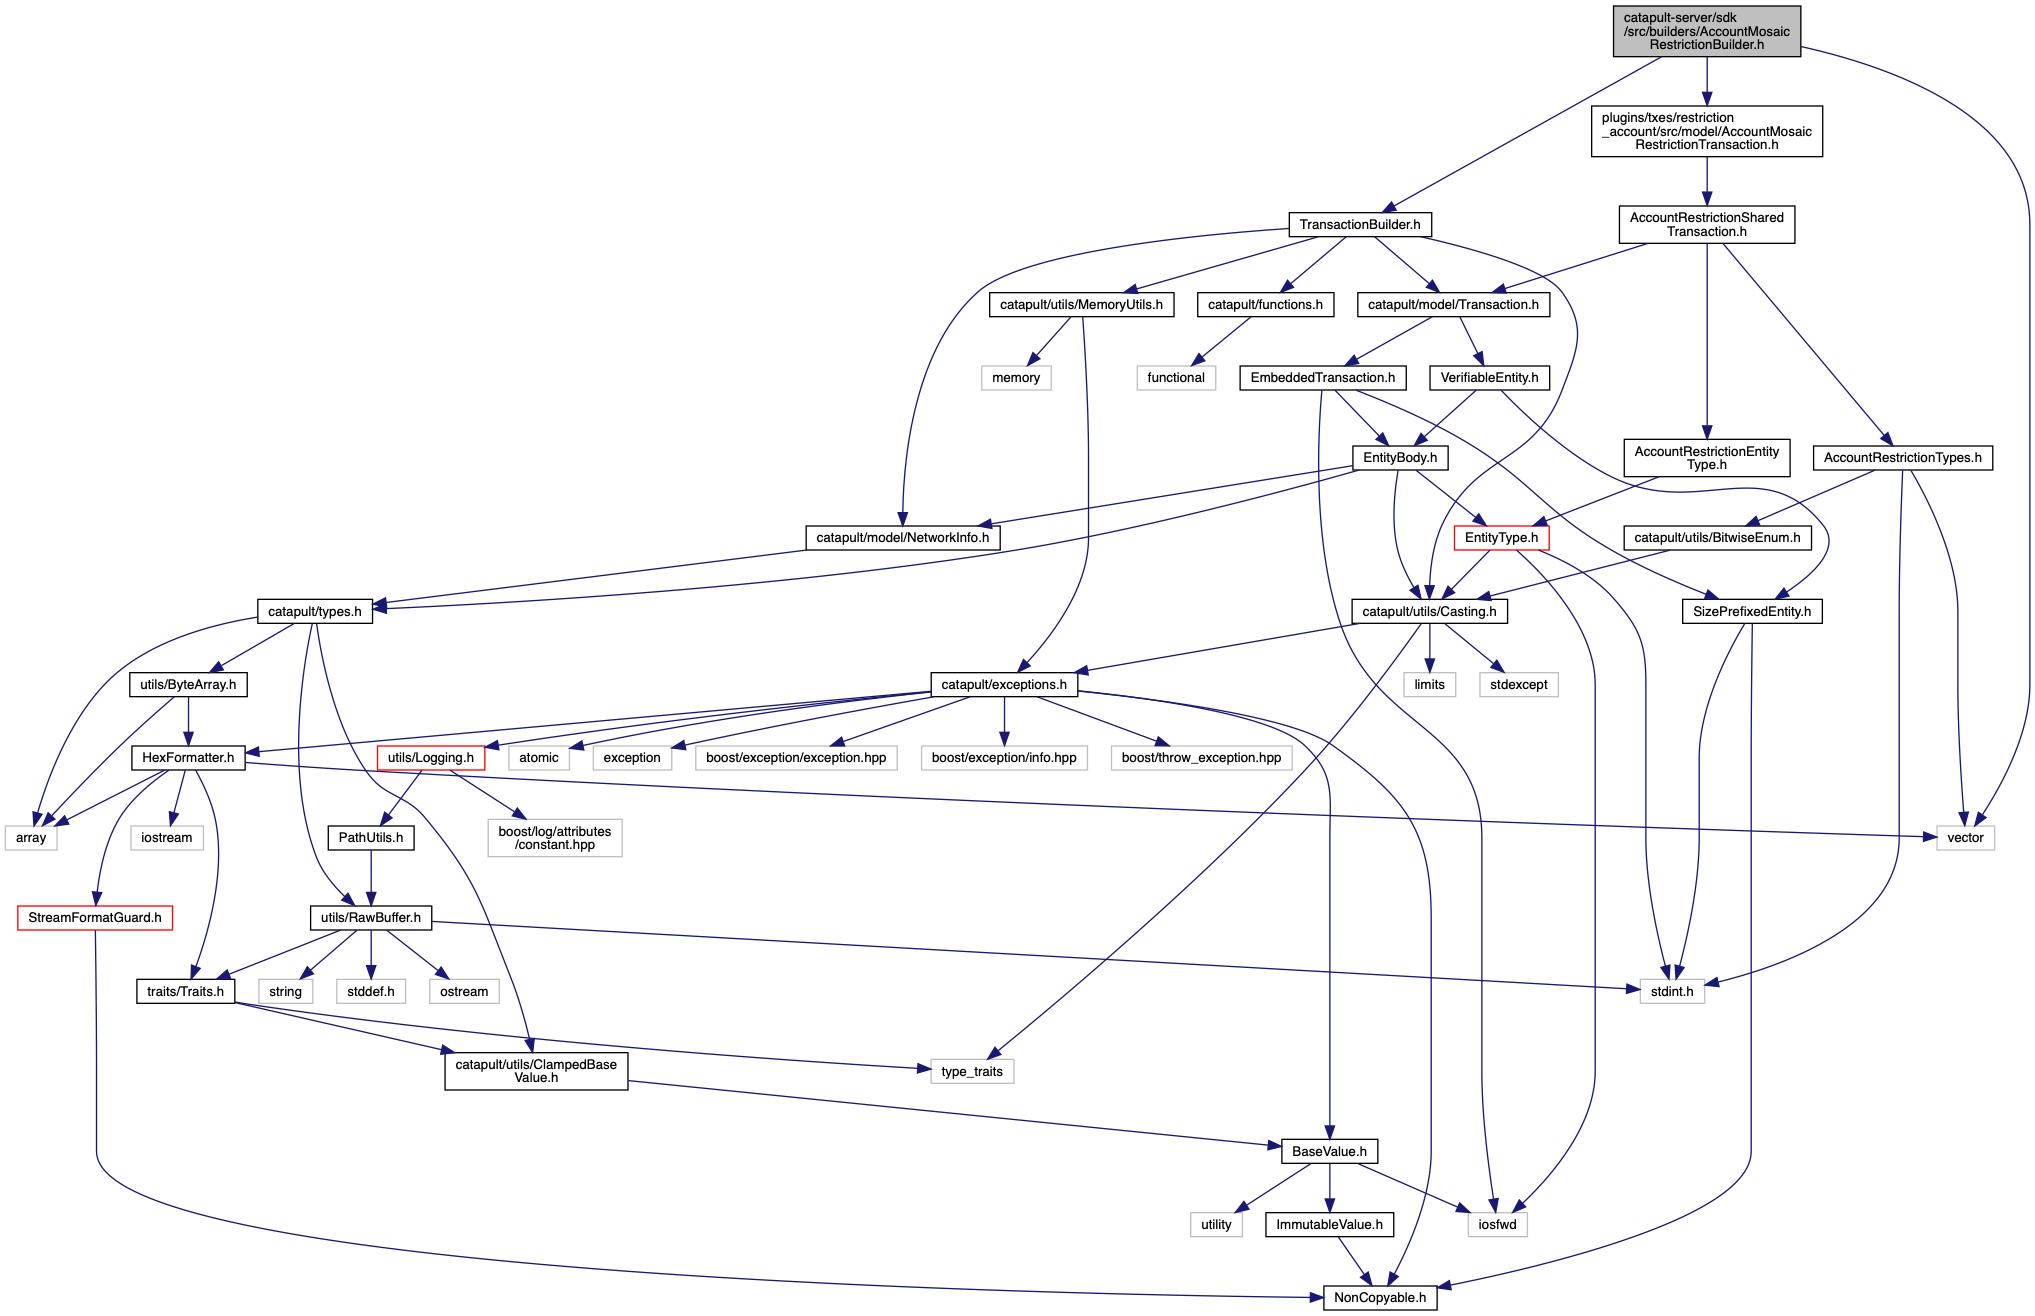 catapult-server/sdk
/src/builders/AccountMosaic
RestrictionBuilder.h
plugins/txes/restriction
_account/src/model/AccountMosaic
RestrictionTransaction.h
TransactionBuilder.h
AccountRestrictionShared
Transaction.h
catapult/utils/MemoryUtils.h
catapult/functions.h
catapult/model/Transaction.h
memory
functional
EmbeddedTransaction.h
VerifiableEntity.h
EntityBody.h
AccountRestrictionEntity
Type.h
AccountRestrictionTypes.h
catapult/model/NetworkInfo.h
EntityType.h
catapult/utils/BitwiseEnum.h
catapult/types.h
catapult/utils/Casting.h
SizePrefixedEntity.h
utils/ByteArray.h
catapult/exceptions.h
limits
stdexcept
HexFormatter.h
utils/Logging.h
atomic
exception
boost/exception/exception.hpp
boost/exception/info.hpp
boost/throw_exception.hpp
array
iostream
PathUtils.h
boost/log/attributes
/constant.hpp
vector
StreamFormatGuard.h
utils/RawBuffer.h
traits/Traits.h
string
stddef.h
ostream
stdint.h
catapult/utils/ClampedBase
Value.h
type_traits
BaseValue.h
utility
ImmutableValue.h
iosfwd
NonCopyable.h